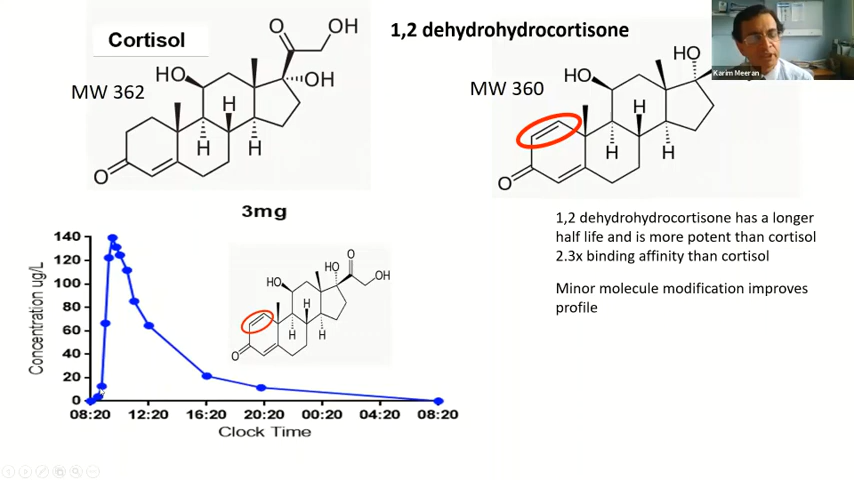 Cortisol
O
OH
HO
OH
MW 362
H
H
H
O
1,2 dehydrohydrocortisone
HO
Karim Meeran
HO
MW 360
H
H
H
O
3mg
140
120
100
80
60
40
20
0
Concentration ug/L
08:20 12:20 16:20 20:20 00:20 04:20 08:20
Clock Time
O
HO
OH
HO
H
H
H
O
1,2 dehydrohydrocortisone has a longer
half life and is more potent than cortisol
2.3x binding affinity than cortisol
Minor molecule modification improves
profile